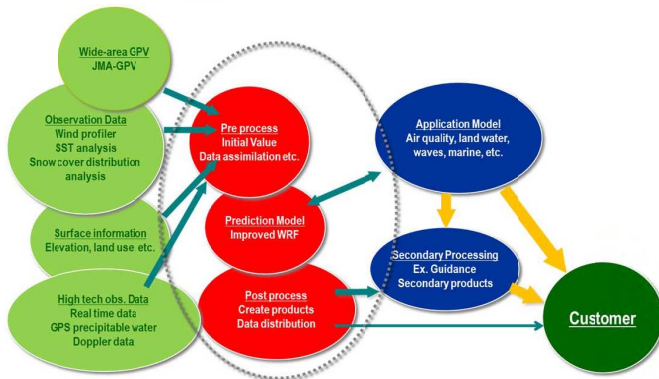 Wide-area GPV
JMA-GPV
Observation Data
Wind profiler
SST analysis
Snow cover distribution
analysis
Surface information
Elevation, land use etc.
High tech obs. Data
Real time data
GPS precipitable water
Doppler data
Pre process
Initial Value
Data assimilation etc.
Prediction Model
Improved WRF
Post process
Create products
Data distribution
Application Model
Air quality, land water,
waves, marine, etc.
Secondary Processing
Ex. Guidance
Secondary products
Customer